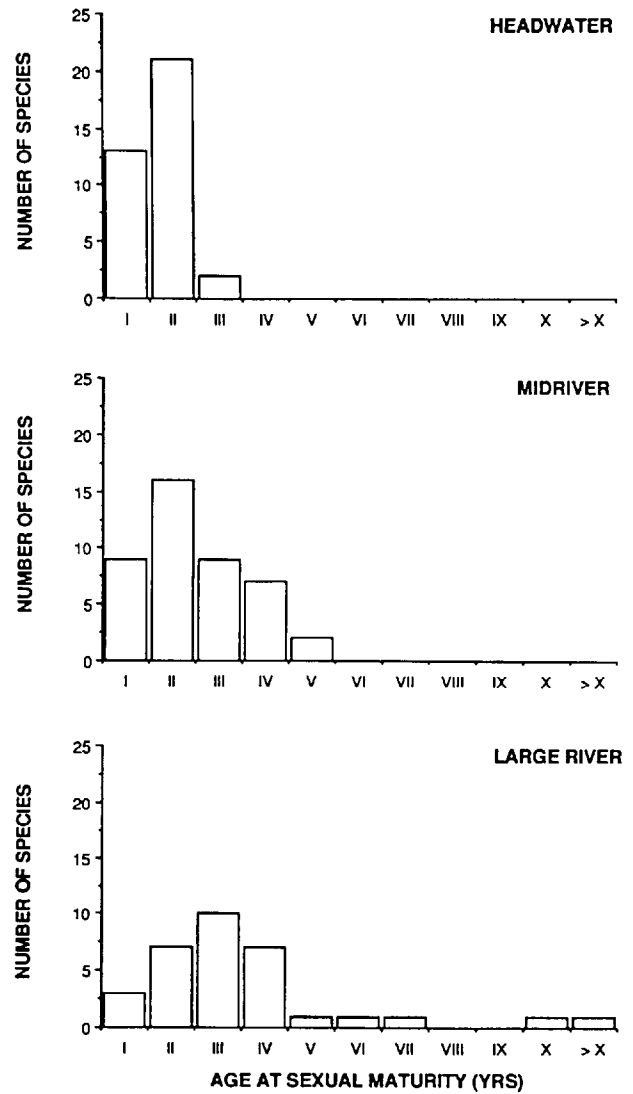 HEADWATER
NUMBER OF SPECIES
25
20
15
10
5
0
I II III IV V VI VII VIII IX X > X
MIDRIVER
NUMBER OF SPECIES
25
20
15
10
5
0
I II III IV V VI VII VIII IX X > X
LARGE RIVER
NUMBER OF SPECIES
25
20
15
10
5
0
I II III IV V VI VII VIII IX X > X
AGE AT SEXUAL MATURITY (YRS)